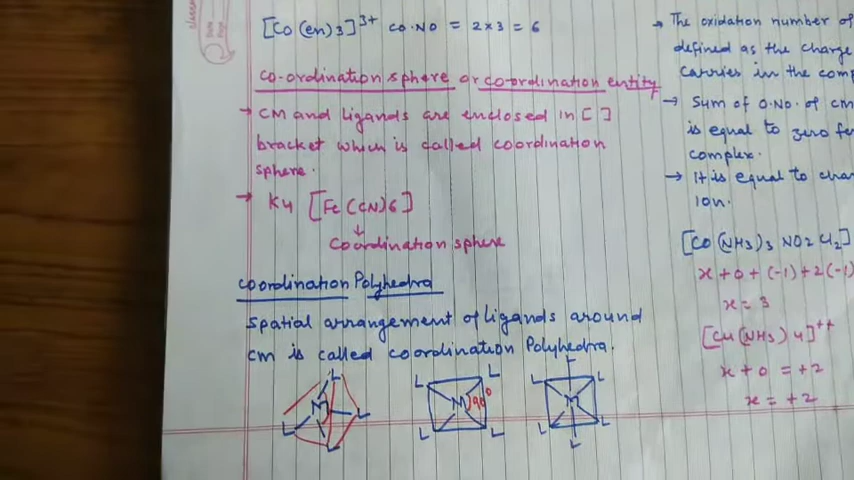 [Co(en)3]3+ CO.NO = 2x3 = 6
co-ordination sphere or coordination entity
→ CM and ligands are enclosed in [ ]
bracket which is called coordination
sphere.
→ K4 [Fe(CN)6]
↓
Coordination sphere
coordination Polyhedra
Spatial arrangement of ligands around
cm is called coordination Polyhedra.
L
M
L
L
L
L L
M 90°
L L
L
L L
M
L L
L
→ The oxidation number of
defined as the charge
carries in the comp
→ Sum of O.NO. of cm
is equal to zero fo
complex.
→ It is equal to char
ion.
[CO(NH3)3 NO2 Cl2]
x+0+(-1)+2(-1)
x=3
[Cu(NH3)4]++
x+0 = +2
x = +2